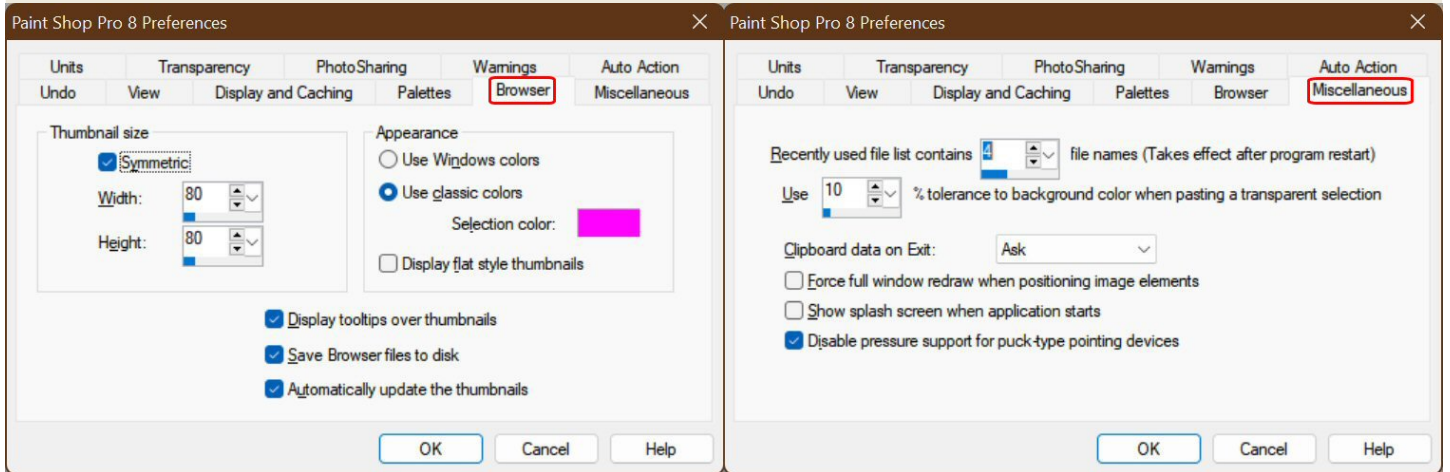 Paint Shop Pro 8 Preferences
Units Transparency PhotoSharing Warnings Auto Action
Undo View Display and Caching Palettes Browser Miscellaneous
Thumbnail size
Symmetric
Width: 80
Height: 80
Appearance
Use Windows colors
Use classic colors
Selection color:
Display flat style thumbnails
Display tooltips over thumbnails
Save Browser files to disk
Automatically update the thumbnails
OK Cancel Help
Paint Shop Pro 8 Preferences
Units Transparency PhotoSharing Warnings Auto Action
Undo View Display and Caching Palettes Browser Miscellaneous
Recently used file list contains 4 file names (Takes effect after program restart)
Use 10 % tolerance to background color when pasting a transparent selection
Clipboard data on Exit: Ask
Force full window redraw when positioning image elements
Show splash screen when application starts
Disable pressure support for puck-type pointing devices
OK Cancel Help